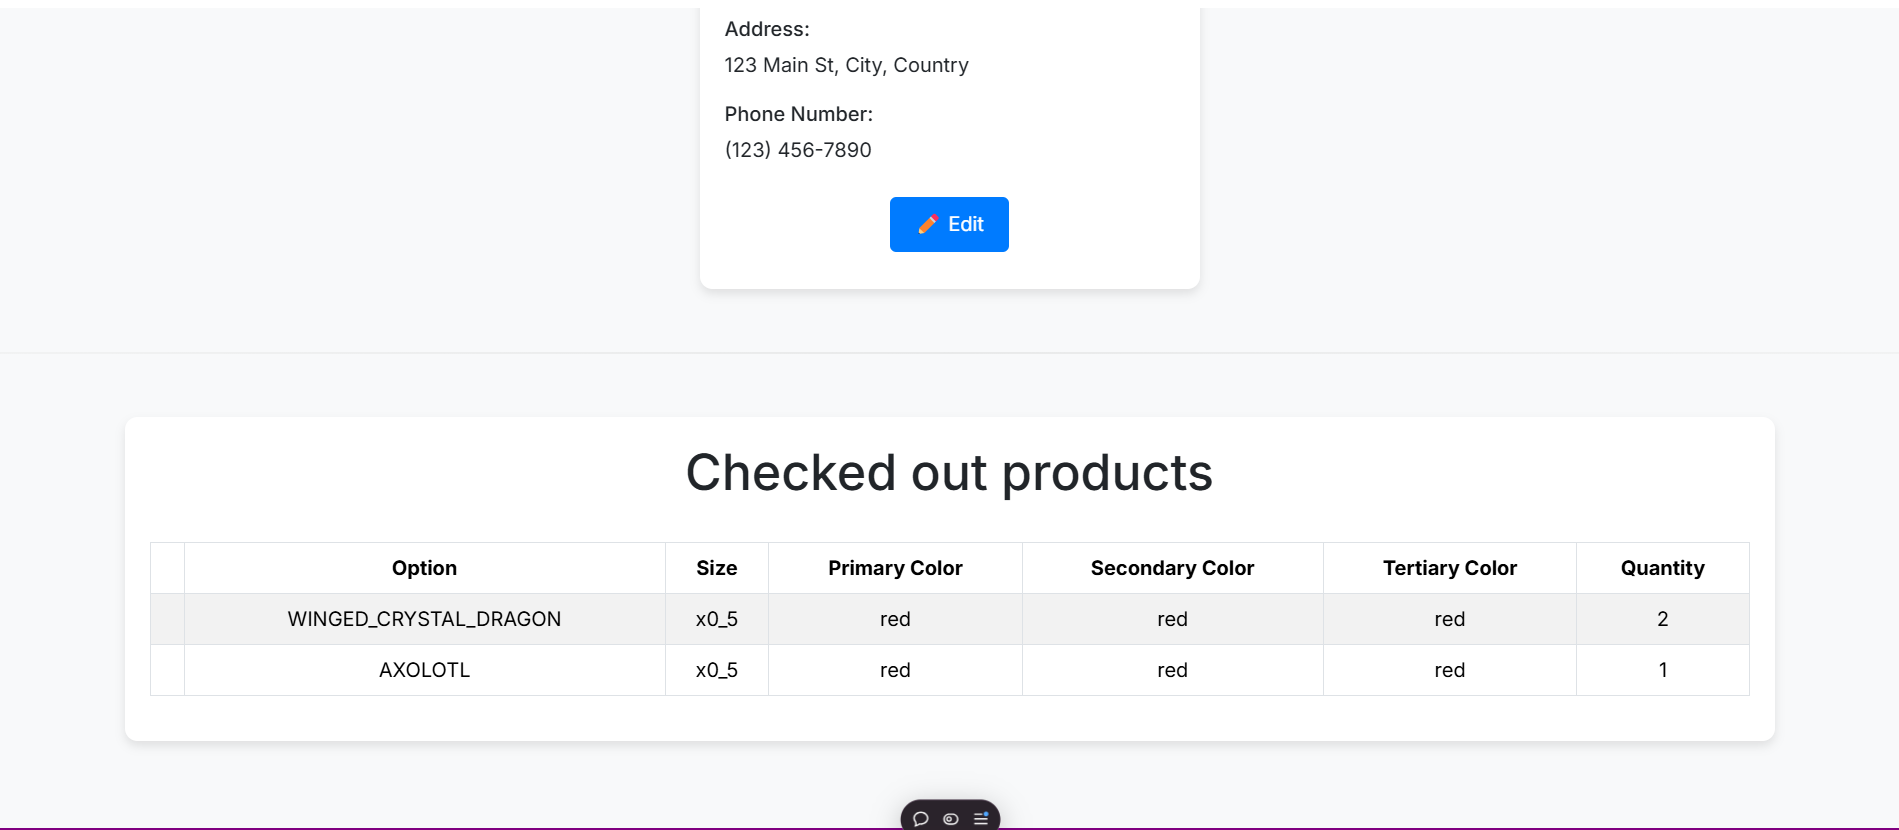 Address:
123 Main St, City, Country
Phone Number:
(123) 456-7890
Edit
Checked out products
Option Size Primary Color Secondary Color Tertiary Color Quantity
WINGED_CRYSTAL_DRAGON x0_5 red red red 2
AXOLOTL x0_5 red red red 1